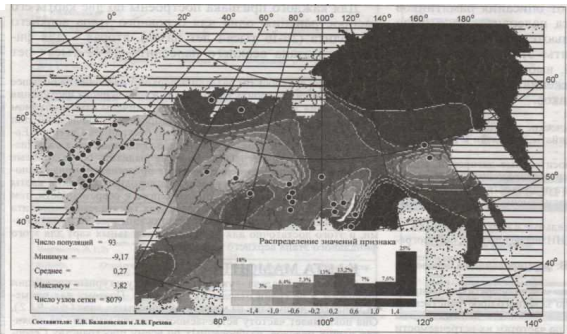 0° 20° 40° 60° 80° 100° 120° 140° 160° 180°
60°
50°
50°
40°
40°
80° 100° 120°
Число популяций = 93
Минимум = -9,17
Среднее = 0,27
Максимум = 3,82
Число узлов сетки = 8079
Распределение значений признака
18% 3% 6,4% 7,3% 13% 13,2% 7% 7,6% 25%
-1,4 -1,0 -0,6 -0,2 0,2 0,6 1,0 1,4
Составители: Е.В. Балановская и Л.В. Грехова